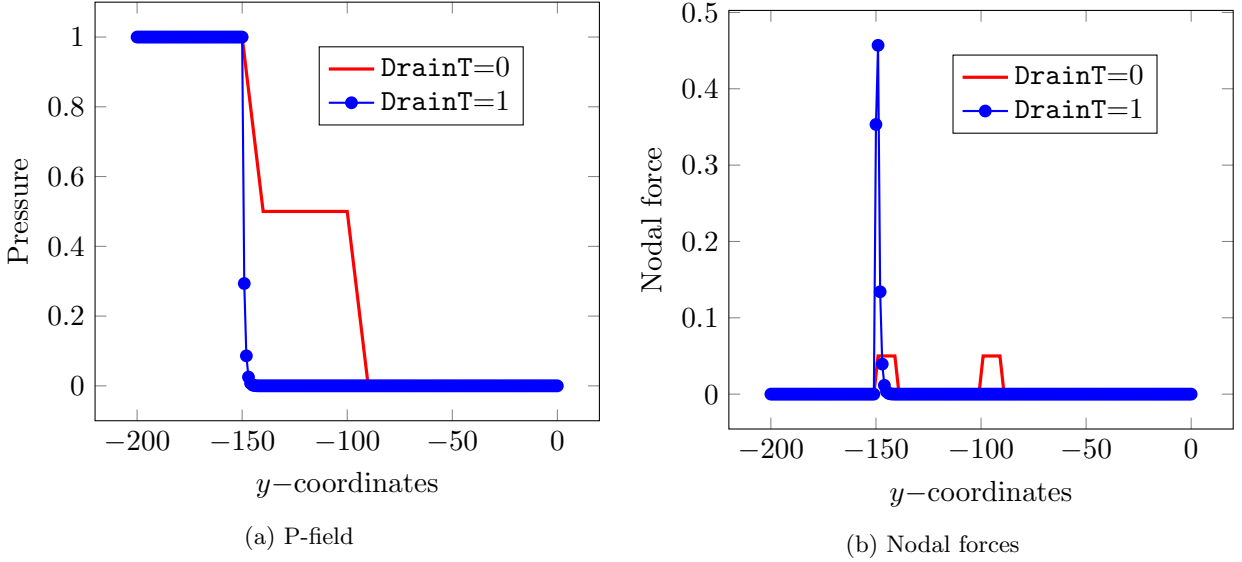 1
0.8
0.6
0.4
0.2
0
Pressure
DrainT=0
DrainT=1
−200
−150
−100
−50
0
y−coordinates
(a) P-field
0.5
0.4
0.3
0.2
0.1
0
Nodal force
DrainT=0
DrainT=1
−200
−150
−100
−50
0
y−coordinates
(b) Nodal forces